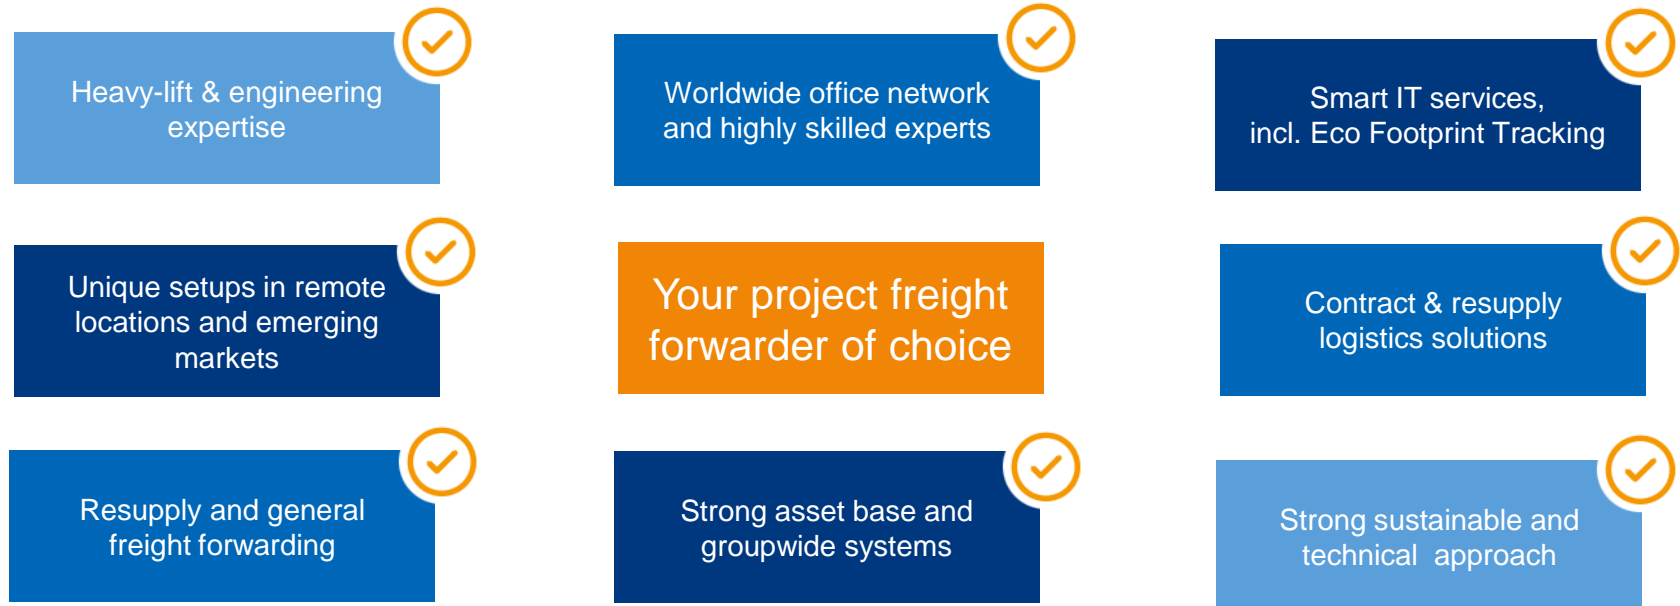 Heavy-lift & engineering
expertise
Worldwide office network
and highly skilled experts
Smart IT services,
incl. Eco Footprint Tracking
Unique setups in remote
locations and emerging
markets
Your project freight
forwarder of choice
Contract & resupply
logistics solutions
Resupply and general
freight forwarding
Strong asset base and
groupwide systems
Strong sustainable and
technical  approach